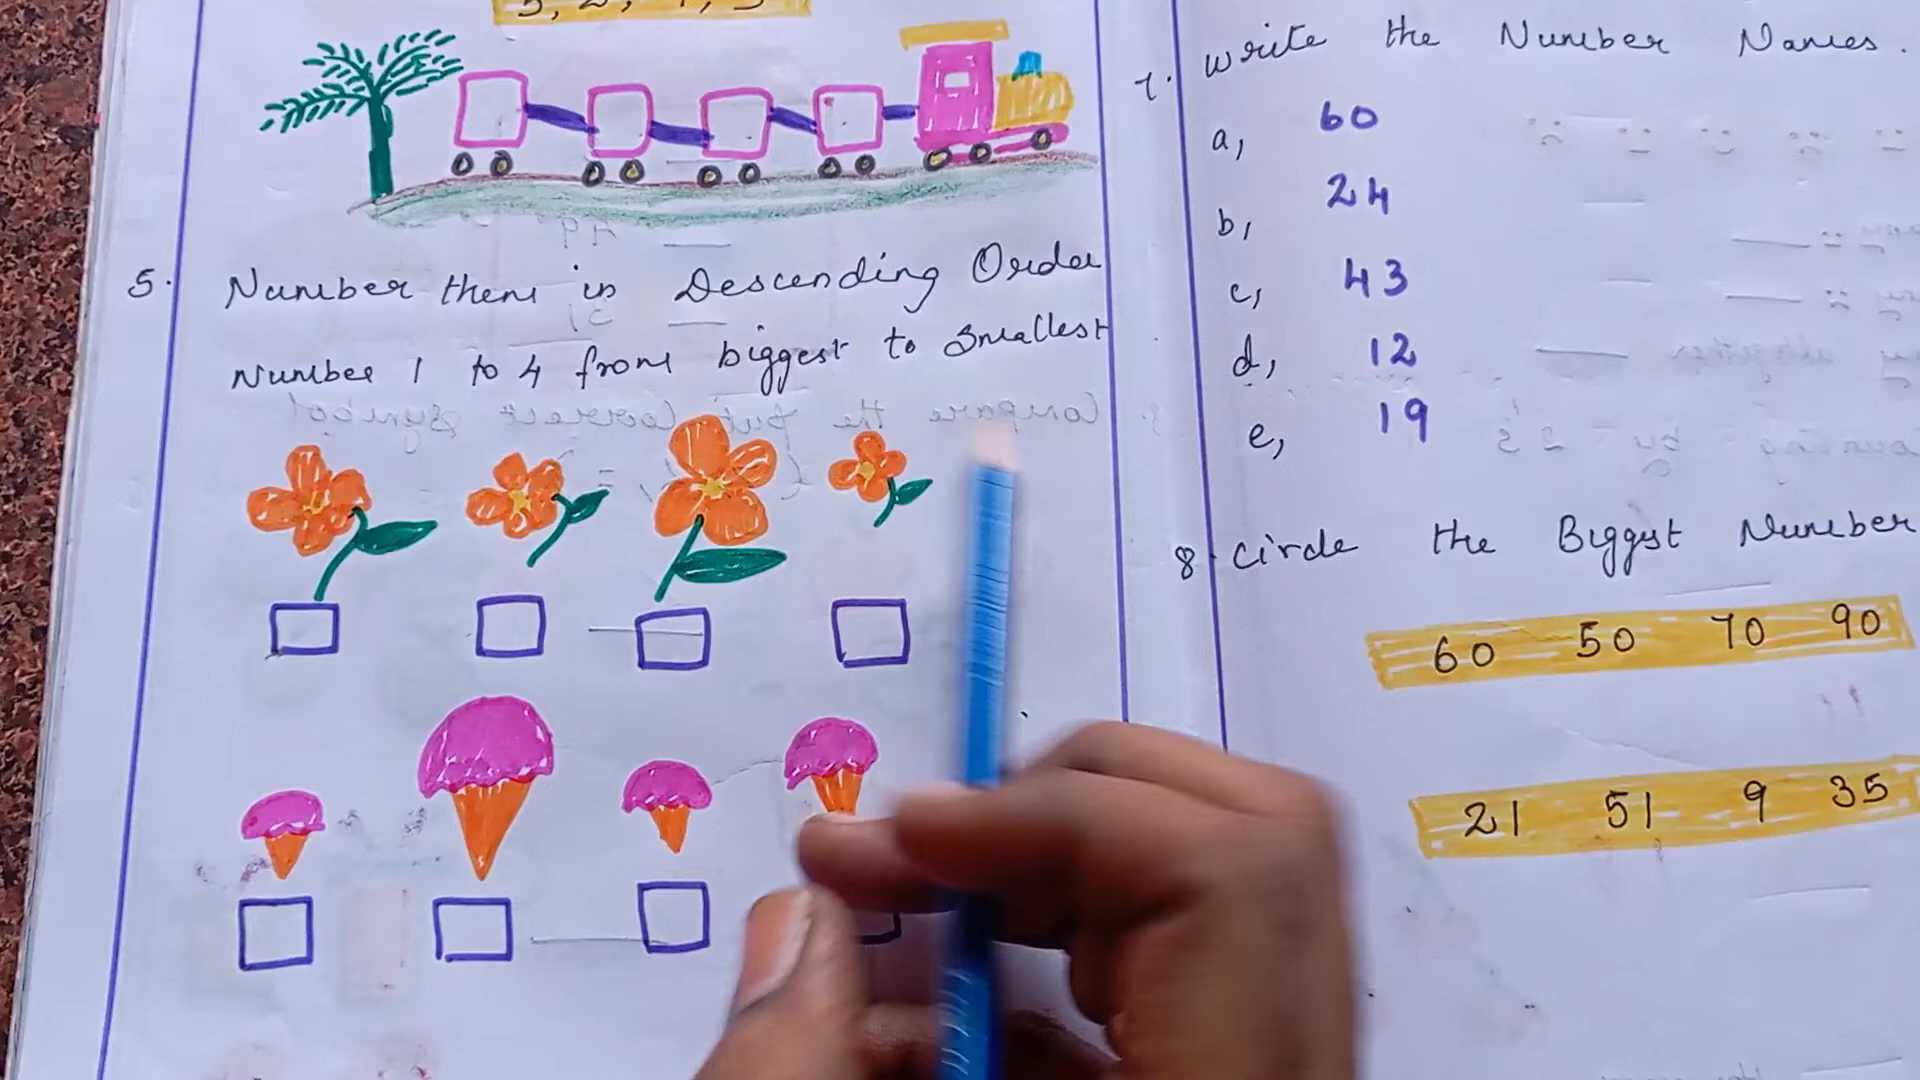 5. Number them in Descending Order
Number 1 to 4 from biggest to Smallest
7. Write the Number Names.
a, 60
b, 24
c, 43
d, 12
e, 19
8. Circle the Biggest Number
60 50 70 90
21 51 9 35